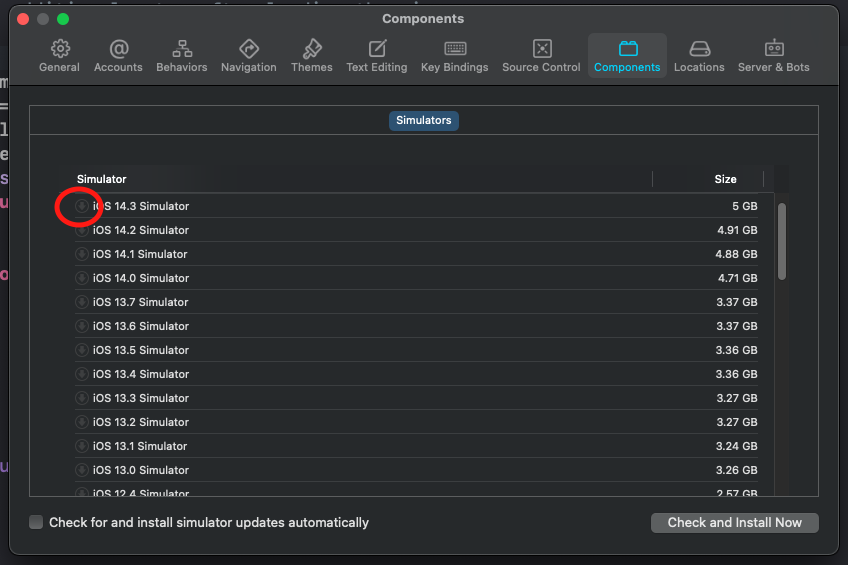 Components
General Accounts Behaviors Navigation Themes Text Editing Key Bindings Source Control Components Locations Server & Bots
Simulators
Simulator Size
iOS 14.3 Simulator 5 GB
iOS 14.2 Simulator 4.91 GB
iOS 14.1 Simulator 4.88 GB
iOS 14.0 Simulator 4.71 GB
iOS 13.7 Simulator 3.37 GB
iOS 13.6 Simulator 3.37 GB
iOS 13.5 Simulator 3.36 GB
iOS 13.4 Simulator 3.36 GB
iOS 13.3 Simulator 3.27 GB
iOS 13.2 Simulator 3.27 GB
iOS 13.1 Simulator 3.24 GB
iOS 13.0 Simulator 3.26 GB
iOS 12.4 Simulator 2.57 GB
Check for and install simulator updates automatically
Check and Install Now